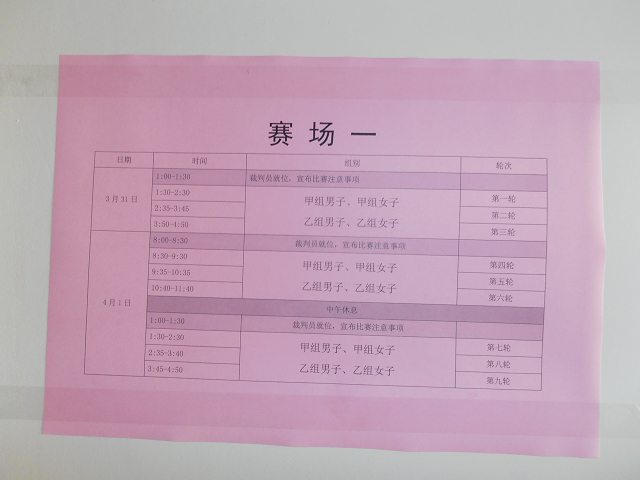 赛 场 一
日期 时间 组别 轮次
3月31日
1:00-1:30 裁判员就位，宣布比赛注意事项
1:30-2:30 甲组男子、甲组女子 第一轮
2:35-3:45 乙组男子、乙组女子 第二轮
3:50-4:50 第三轮
4月1日
8:00-8:30 裁判员就位，宣布比赛注意事项
8:30-9:30 甲组男子、甲组女子 第四轮
9:35-10:35 乙组男子、乙组女子 第五轮
10:40-11:40 第六轮
中午休息
1:00-1:30 裁判员就位，宣布比赛注意事项
1:30-2:30 甲组男子、甲组女子 第七轮
2:35-3:40 乙组男子、乙组女子 第八轮
3:45-4:50 第九轮